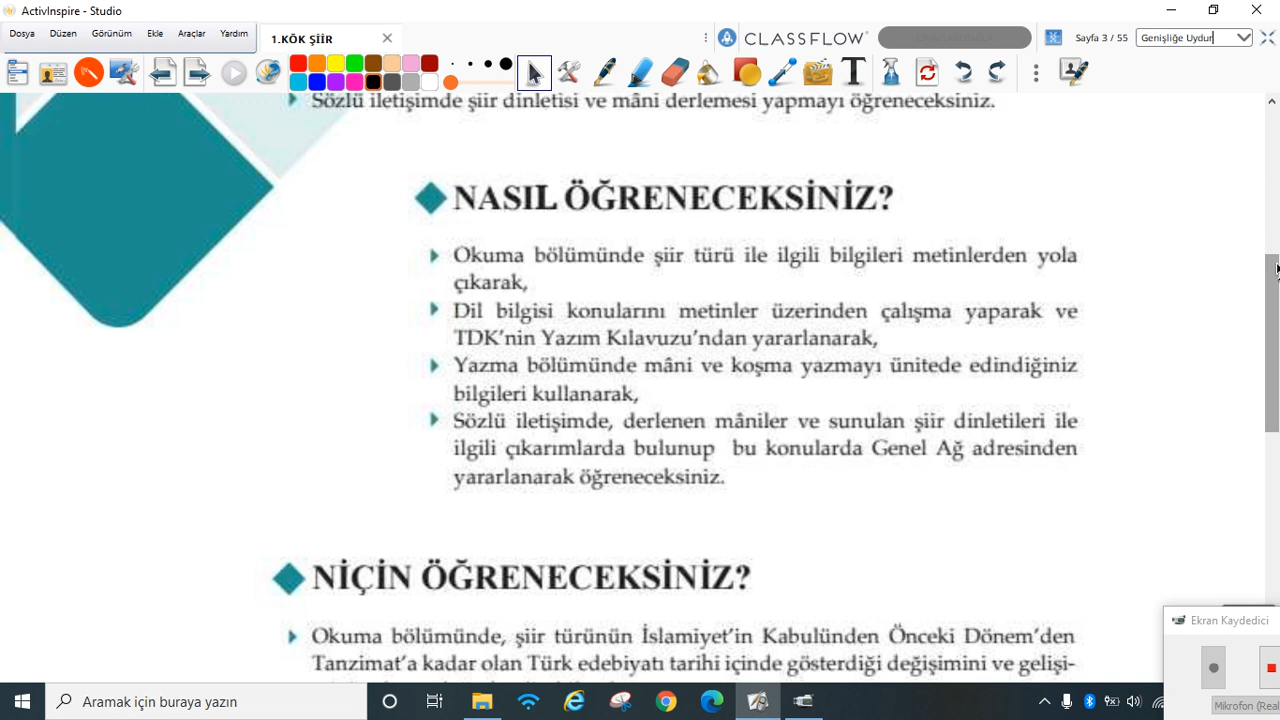 ActivInspire - Studio
Dosya Düzen Görünüm Ekle Araçlar Yardım
1.KÖK ŞİİR
CLASSFLOW
Sayfa 3 / 55
Genişliğe Uydur
Sözlü iletişimde şiir dinletisi ve mâni derlemesi yapmayı öğreneceksiniz.
NASIL ÖĞRENECEKSİNİZ?
Okuma bölümünde şiir türü ile ilgili bilgileri metinlerden yola
çıkarak,
Dil bilgisi konularını metinler üzerinden çalışma yaparak ve
TDK'nin Yazım Kılavuzu'ndan yararlanarak,
Yazma bölümünde mâni ve koşma yazmayı ünitede edindiğiniz
bilgileri kullanarak,
Sözlü iletişimde, derlenen mâniler ve sunulan şiir dinletileri ile
ilgili çıkarımlarda bulunup bu konularda Genel Ağ adresinden
yararlanarak öğreneceksiniz.
NİÇİN ÖĞRENECEKSİNİZ?
Okuma bölümünde, şiir türünün İslamiyet'in Kabulünden Önceki Dönem'den
Tanzimat'a kadar olan Türk edebiyatı tarihi içinde gösterdiği değişimini ve gelişi-
Ekran Kaydedici
Mikrofon (Rea
Aramak için buraya yazın